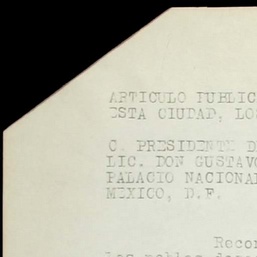 ARTICULO PUBLIC
ESTA CIUDAD, LO
C. PRESIDENTE D
LIC. DON GUSTAVO
PALACIO NACIONAL
MEXICO, D.F.
Recon